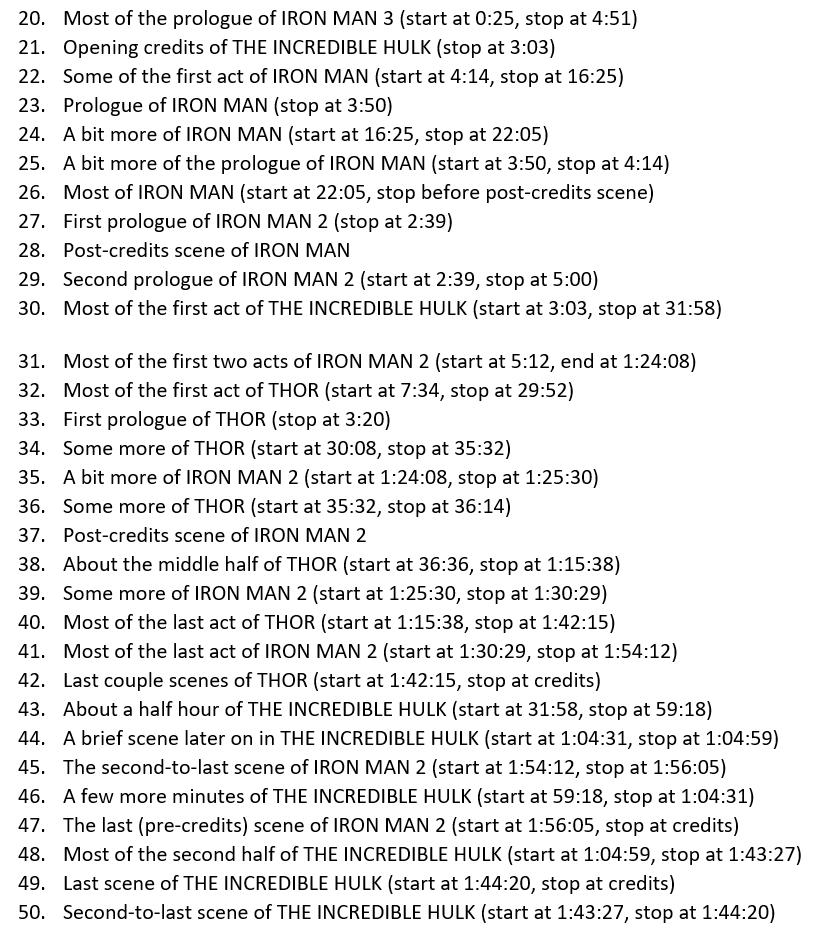 20. Most of the prologue of IRON MAN 3 (start at 0:25, stop at 4:51)
21. Opening credits of THE INCREDIBLE HULK (stop at 3:03)
22. Some of the first act of IRON MAN (start at 4:14, stop at 16:25)
23. Prologue of IRON MAN (stop at 3:50)
24. A bit more of IRON MAN (start at 16:25, stop at 22:05)
25. A bit more of the prologue of IRON MAN (start at 3:50, stop at 4:14)
26. Most of IRON MAN (start at 22:05, stop before post-credits scene)
27. First prologue of IRON MAN 2 (stop at 2:39)
28. Post-credits scene of IRON MAN
29. Second prologue of IRON MAN 2 (start at 2:39, stop at 5:00)
30. Most of the first act of THE INCREDIBLE HULK (start at 3:03, stop at 31:58)
31. Most of the first two acts of IRON MAN 2 (start at 5:12, end at 1:24:08)
32. Most of the first act of THOR (start at 7:34, stop at 29:52)
33. First prologue of THOR (stop at 3:20)
34. Some more of THOR (start at 30:08, stop at 35:32)
35. A bit more of IRON MAN 2 (start at 1:24:08, stop at 1:25:30)
36. Some more of THOR (start at 35:32, stop at 36:14)
37. Post-credits scene of IRON MAN 2
38. About the middle half of THOR (start at 36:36, stop at 1:15:38)
39. Some more of IRON MAN 2 (start at 1:25:30, stop at 1:30:29)
40. Most of the last act of THOR (start at 1:15:38, stop at 1:42:15)
41. Most of the last act of IRON MAN 2 (start at 1:30:29, stop at 1:54:12)
42. Last couple scenes of THOR (start at 1:42:15, stop at credits)
43. About a half hour of THE INCREDIBLE HULK (start at 31:58, stop at 59:18)
44. A brief scene later on in THE INCREDIBLE HULK (start at 1:04:31, stop at 1:04:59)
45. The second-to-last scene of IRON MAN 2 (start at 1:54:12, stop at 1:56:05)
46. A few more minutes of THE INCREDIBLE HULK (start at 59:18, stop at 1:04:31)
47. The last (pre-credits) scene of IRON MAN 2 (start at 1:56:05, stop at credits)
48. Most of the second half of THE INCREDIBLE HULK (start at 1:04:59, stop at 1:43:27)
49. Last scene of THE INCREDIBLE HULK (start at 1:44:20, stop at credits)
50. Second-to-last scene of THE INCREDIBLE HULK (start at 1:43:27, stop at 1:44:20)